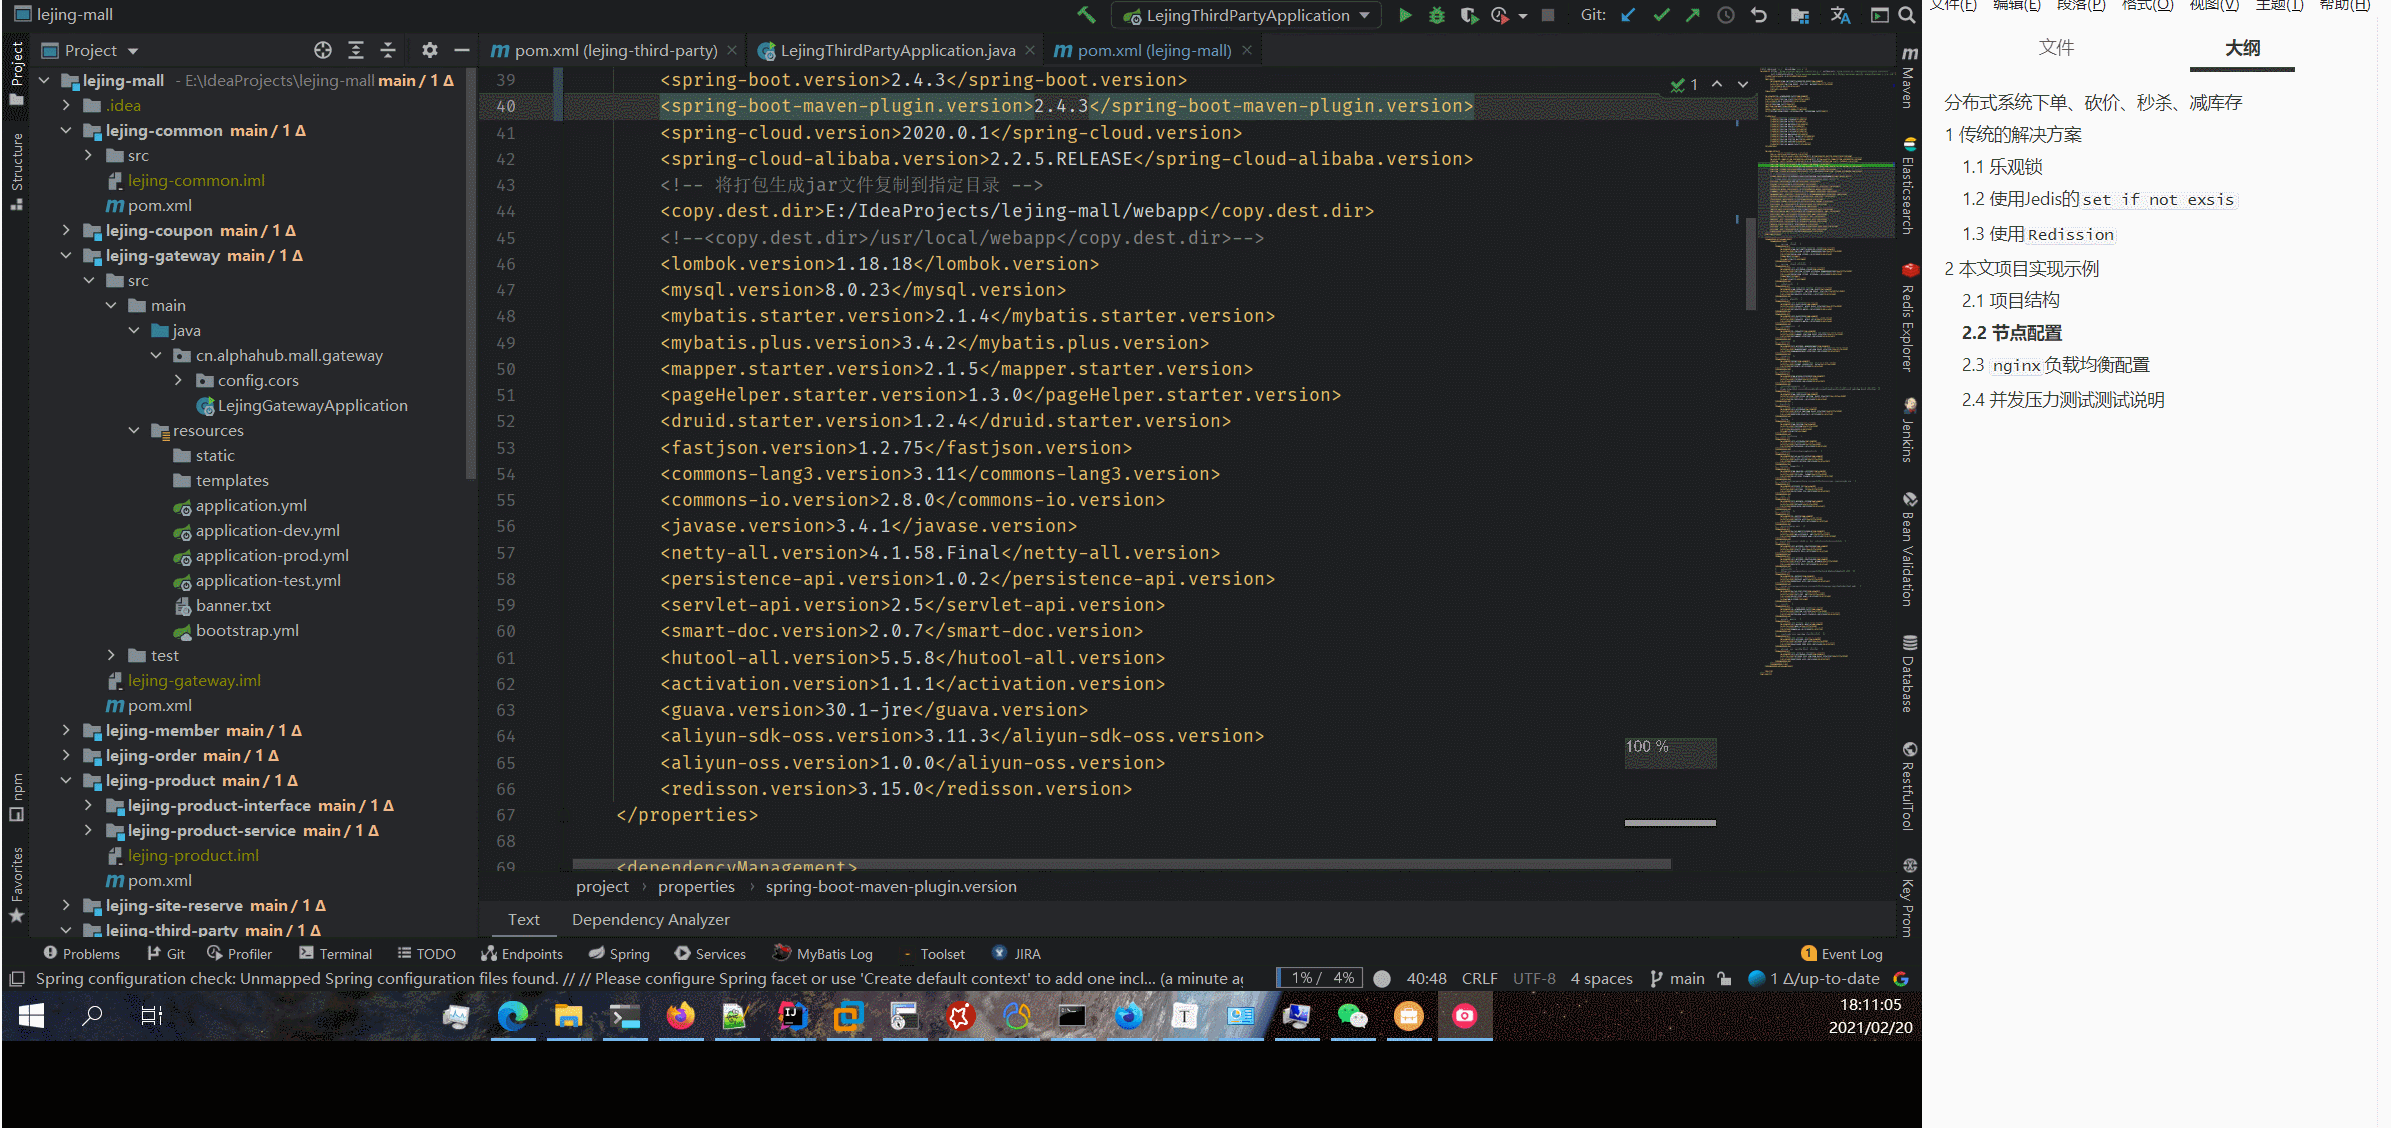 lejing-mall
LejingThirdPartyApplication
Git:
Project
pom.xml (lejing-third-party)
LejingThirdPartyApplication.java
pom.xml (lejing-mall)
Project
Structure
npm
Favorites
lejing-mall - E:\IdeaProjects\lejing-mall main / 1 Δ
.idea
lejing-common main / 1 Δ
src
lejing-common.iml
pom.xml
lejing-coupon main / 1 Δ
lejing-gateway main / 1 Δ
src
main
java
cn.alphahub.mall.gateway
config.cors
LejingGatewayApplication
resources
static
templates
application.yml
application-dev.yml
application-prod.yml
application-test.yml
banner.txt
bootstrap.yml
test
lejing-gateway.iml
pom.xml
lejing-member main / 1 Δ
lejing-order main / 1 Δ
lejing-product main / 1 Δ
lejing-product-interface main / 1 Δ
lejing-product-service main / 1 Δ
lejing-product.iml
pom.xml
lejing-site-reserve main / 1 Δ
lejing-third-party main / 1 Δ
39 <spring-boot.version>2.4.3</spring-boot.version>
1
40 <spring-boot-maven-plugin.version>2.4.3</spring-boot-maven-plugin.version>
41 <spring-cloud.version>2020.0.1</spring-cloud.version>
42 <spring-cloud-alibaba.version>2.2.5.RELEASE</spring-cloud-alibaba.version>
43 <!-- 将打包生成jar文件复制到指定目录 -->
44 <copy.dest.dir>E:/IdeaProjects/lejing-mall/webapp</copy.dest.dir>
45 <!--<copy.dest.dir>/usr/local/webapp</copy.dest.dir>-->
46 <lombok.version>1.18.18</lombok.version>
47 <mysql.version>8.0.23</mysql.version>
48 <mybatis.starter.version>2.1.4</mybatis.starter.version>
49 <mybatis.plus.version>3.4.2</mybatis.plus.version>
50 <mapper.starter.version>2.1.5</mapper.starter.version>
51 <pageHelper.starter.version>1.3.0</pageHelper.starter.version>
52 <druid.starter.version>1.2.4</druid.starter.version>
53 <fastjson.version>1.2.75</fastjson.version>
54 <commons-lang3.version>3.11</commons-lang3.version>
55 <commons-io.version>2.8.0</commons-io.version>
56 <javase.version>3.4.1</javase.version>
57 <netty-all.version>4.1.58.Final</netty-all.version>
58 <persistence-api.version>1.0.2</persistence-api.version>
59 <servlet-api.version>2.5</servlet-api.version>
60 <smart-doc.version>2.0.7</smart-doc.version>
61 <hutool-all.version>5.5.8</hutool-all.version>
62 <activation.version>1.1.1</activation.version>
63 <guava.version>30.1-jre</guava.version>
64 <aliyun-sdk-oss.version>3.11.3</aliyun-sdk-oss.version>
65 <aliyun-oss.version>1.0.0</aliyun-oss.version>
66 <redisson.version>3.15.0</redisson.version>
67 </properties>
68
69 <dependencyManagement>
100 %
project › properties › spring-boot-maven-plugin.version
Text Dependency Analyzer
Maven
Elasticsearch
Redis Explorer
Jenkins
Bean Validation
Database
RestfulTool
Key Prom
Problems Git Profiler Terminal TODO Endpoints Spring Services MyBatis Log Toolset JIRA
1 Event Log
Spring configuration check: Unmapped Spring configuration files found. // // Please configure Spring facet or use 'Create default context' to add one incl... (a minute ag
1% / 4% 40:48 CRLF UTF-8 4 spaces main 1 Δ/up-to-date
18:11:05
2021/02/20
文件(F) 编辑(E) 段落(P) 格式(O) 视图(V) 主题(T) 帮助(H)
文件 大纲
分布式系统下单、砍价、秒杀、减库存
1 传统的解决方案
1.1 乐观锁
1.2 使用Jedis的set if not exsis
1.3 使用Redission
2 本文项目实现示例
2.1 项目结构
2.2 节点配置
2.3 nginx负载均衡配置
2.4 并发压力测试测试说明